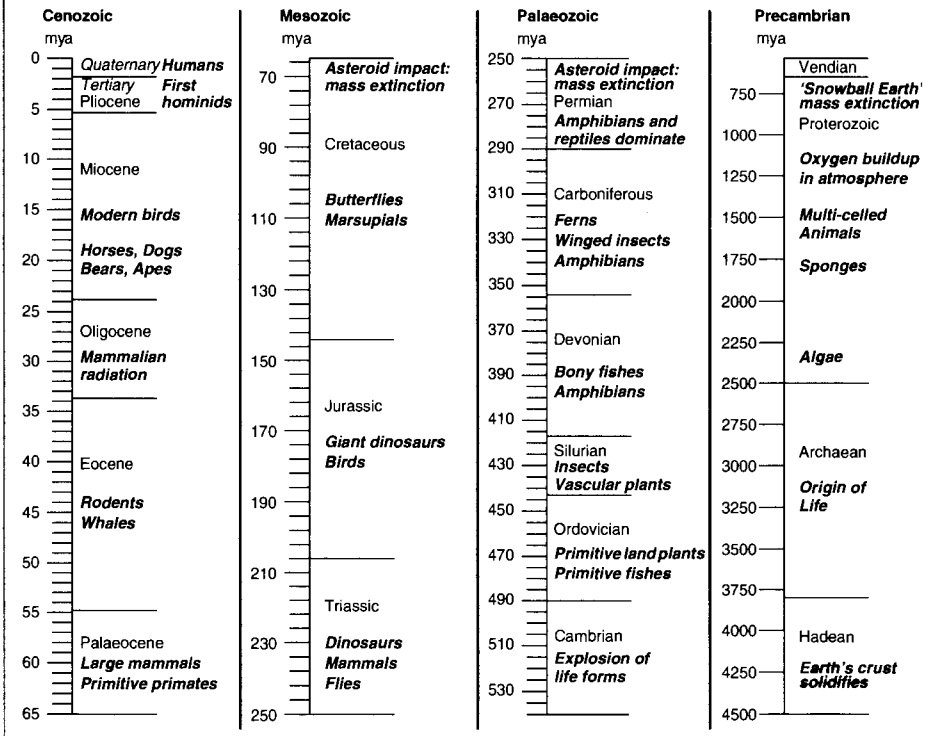 Cenozoic
mya
0
Quaternary Humans
Tertiary First
Pliocene hominids
5
10
Miocene
15
Modern birds
Horses, Dogs
20
Bears, Apes
25
Oligocene
Mammalian
30
radiation
35
40
Eocene
Rodents
45
Whales
50
55
Palaeocene
60
Large mammals
Primitive primates
65
Mesozoic
mya
Asteroid impact:
70
mass extinction
90
Cretaceous
Butterflies
110
Marsupials
130
150
Jurassic
170
Giant dinosaurs
Birds
190
210
Triassic
230
Dinosaurs
Mammals
Flies
250
Palaeozoic
mya
250
Asteroid impact:
mass extinction
270
Permian
Amphibians and
reptiles dominate
290
310
Carboniferous
Ferns
330
Winged insects
Amphibians
350
370
Devonian
390
Bony fishes
Amphibians
410
Silurian
430
Insects
Vascular plants
450
Ordovician
470
Primitive land plants
Primitive fishes
490
510
Cambrian
Explosion of
life forms
530
Precambrian
mya
Vendian
750
'Snowball Earth'
mass extinction
Proterozoic
1000
Oxygen buildup
1250
in atmosphere
1500
Multi-celled
Animals
1750
Sponges
2000
2250
Algae
2500
2750
Archaean
3000
Origin of
3250
Life
3500
3750
4000
Hadean
4250
Earth's crust
solidifies
4500